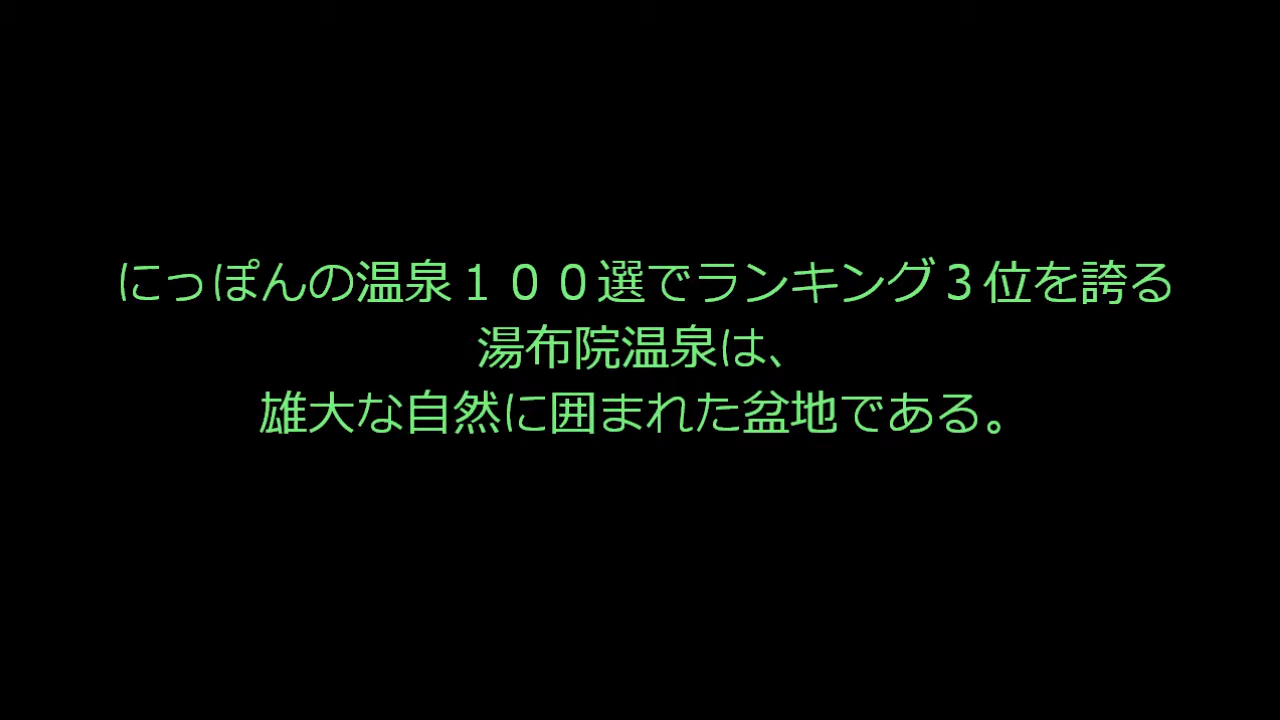 にっぽんの温泉１００選でランキング３位を誇る
湯布院温泉は、
雄大な自然に囲まれた盆地である。